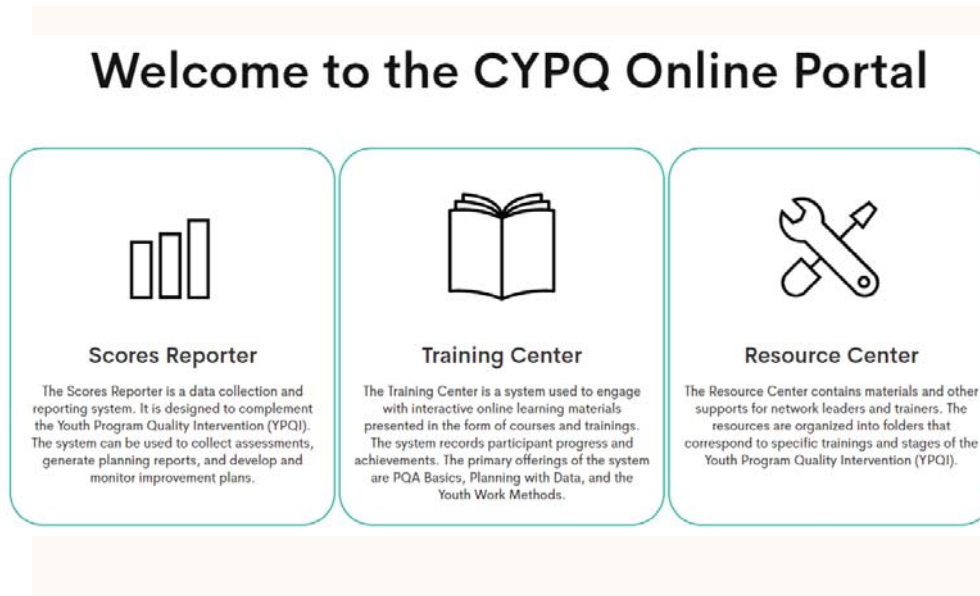 Welcome to the CYPQ Online Portal
Scores Reporter
The Scores Reporter is a data collection and
reporting system. It is designed to complement
the Youth Program Quality Intervention (YPQI).
The system can be used to collect assessments,
generate planning reports, and develop and
monitor improvement plans.
Training Center
The Training Center is a system used to engage
with interactive online learning materials
presented in the form of courses and trainings.
The system records participant progress and
achievements. The primary offerings of the system
are PQA Basics, Planning with Data, and the
Youth Work Methods.
Resource Center
The Resource Center contains materials and other
supports for network leaders and trainers. The
resources are organized into folders that
correspond to specific trainings and stages of the
Youth Program Quality Intervention (YPQI).